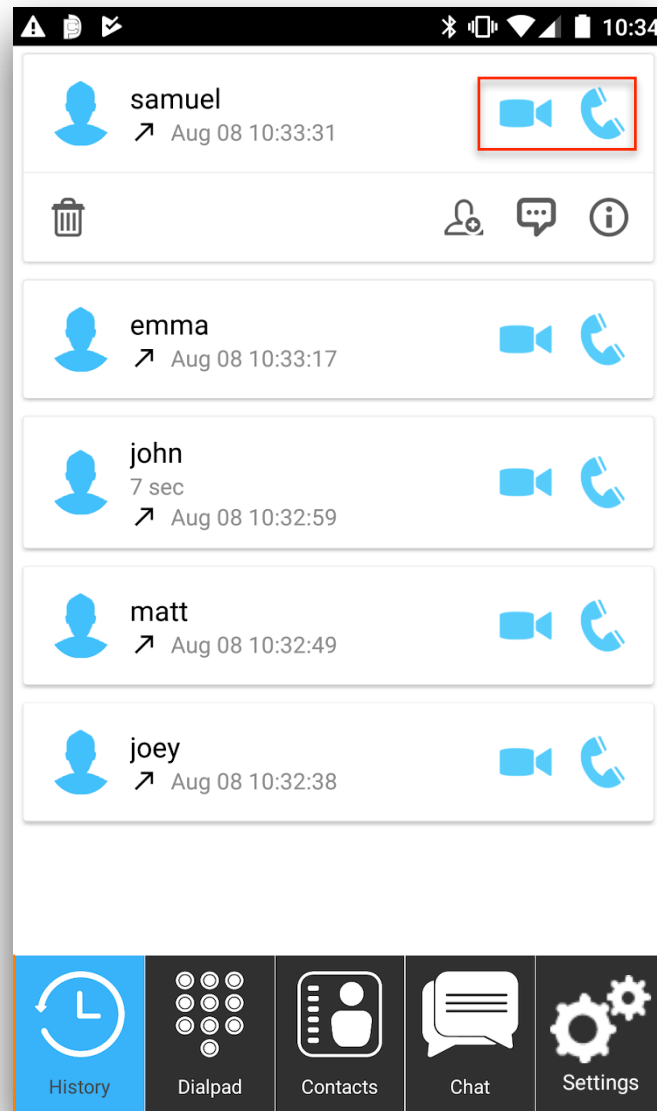 10:34
samuel
Aug 08 10:33:31
emma
Aug 08 10:33:17
john
7 sec
Aug 08 10:32:59
matt
Aug 08 10:32:49
joey
Aug 08 10:32:38
History
Dialpad
Contacts
Chat
Settings